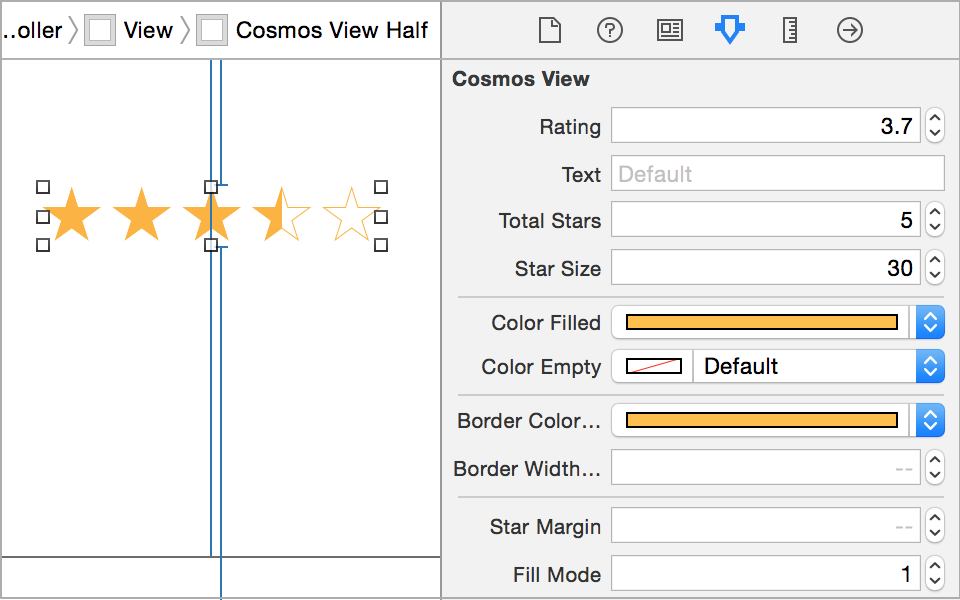 ..oller View Cosmos View Half
?
Cosmos View
Rating 3.7
Text Default
Total Stars 5
Star Size 30
Color Filled
Color Empty Default
Border Color...
Border Width... --
Star Margin --
Fill Mode 1